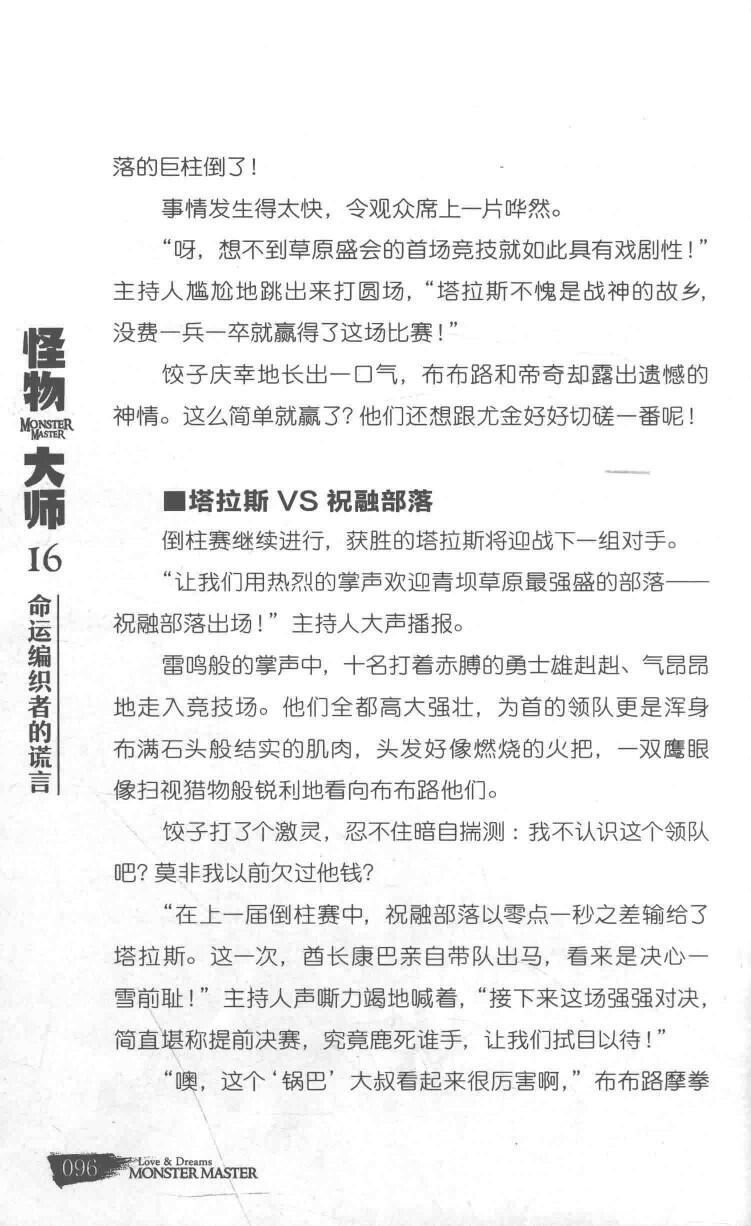 落的巨柱倒了！
事情发生得太快，令观众席上一片哗然。
“呀，想不到草原盛会的首场竞技就如此具有戏剧性！”
主持人尴尬地跳出来打圆场，“塔拉斯不愧是战神的故乡，
没费一兵一卒就赢得了这场比赛！”
饺子庆幸地长出一口气，布布路和帝奇却露出遗憾的
神情。这么简单就赢了？他们还想跟尤金好好切磋一番呢！
■塔拉斯 VS 祝融部落
倒柱赛继续进行，获胜的塔拉斯将迎战下一组对手。
“让我们用热烈的掌声欢迎青坝草原最强盛的部落——
祝融部落出场！”主持人大声播报。
雷鸣般的掌声中，十名打着赤膊的勇士雄赳赳、气昂昂
地走入竞技场。他们全都高大强壮，为首的领队更是浑身
布满石头般结实的肌肉，头发好像燃烧的火把，一双鹰眼
像扫视猎物般锐利地看向布布路他们。
饺子打了个激灵，忍不住暗自揣测：我不认识这个领队
吧？莫非我以前欠过他钱？
“在上一届倒柱赛中，祝融部落以零点一秒之差输给了
塔拉斯。这一次，酋长康巴亲自带队出马，看来是决心一
雪前耻！”主持人声嘶力竭地喊着，“接下来这场强强对决，
简直堪称提前决赛，究竟鹿死谁手，让我们拭目以待！”
“噢，这个‘锅巴’大叔看起来很厉害啊，”布布路摩拳
怪物
MONSTER
MASTER
大师
16
命运编织者的谎言
096
Love & Dreams
MONSTER MASTER